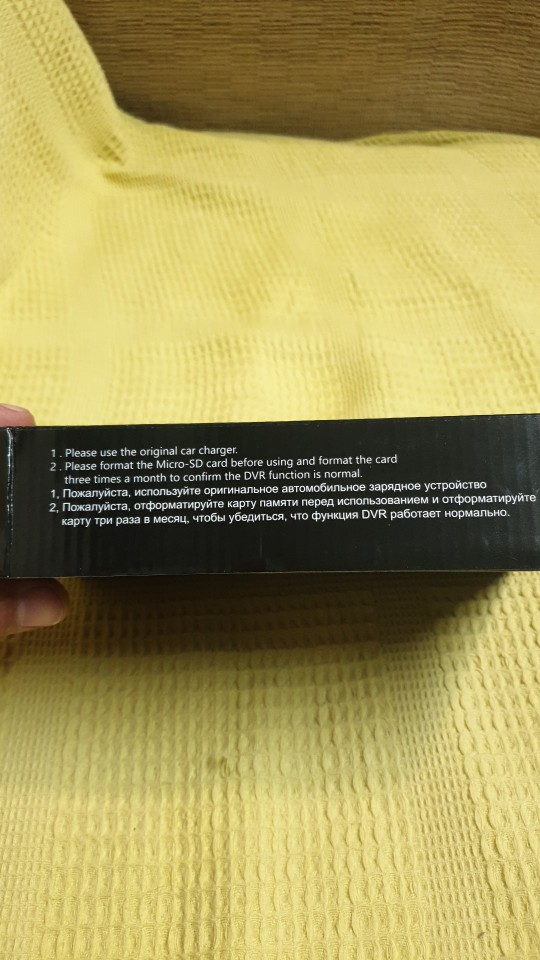 1 . Please use the original car charger.
2 . Please format the Micro-SD card before using and format the card
three times a month to confirm the DVR function is normal.
1, Пожалуйста, используйте оригинальное автомобильное зарядное устройство
2, Пожалуйста, отформатируйте карту памяти перед использованием и отформатируйте
карту три раза в месяц, чтобы убедиться, что функция DVR работает нормально.